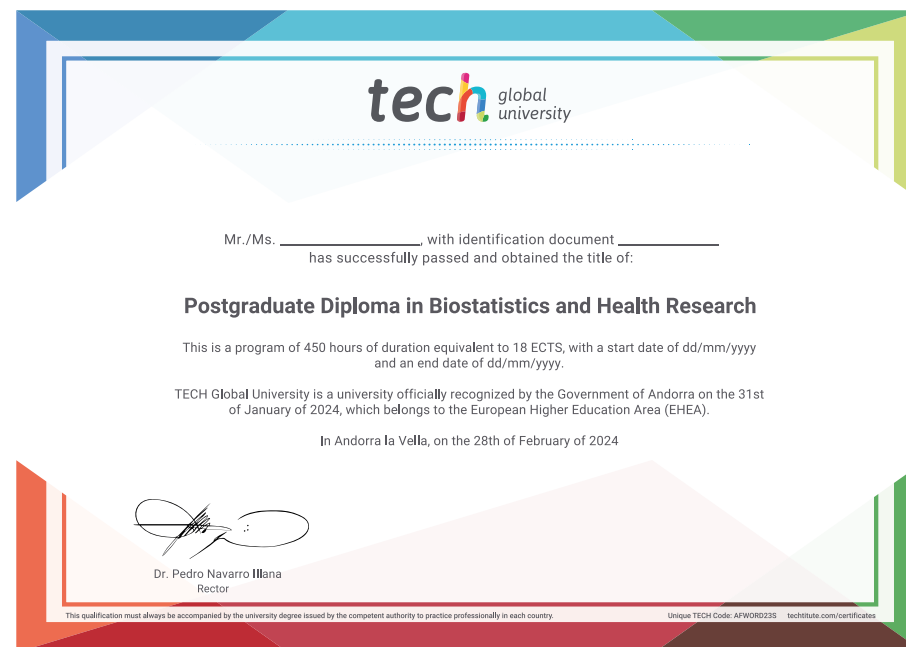 tech global university
Mr./Ms. ____________, with identification document ____________
has successfully passed and obtained the title of:
Postgraduate Diploma in Biostatistics and Health Research
This is a program of 450 hours of duration equivalent to 18 ECTS, with a start date of dd/mm/yyyy
and an end date of dd/mm/yyyy.
TECH Global University is a university officially recognized by the Government of Andorra on the 31st
of January of 2024, which belongs to the European Higher Education Area (EHEA).
In Andorra la Vella, on the 28th of February of 2024
Dr. Pedro Navarro Illana
Rector
This qualification must always be accompanied by the university degree issued by the competent authority to practice professionally in each country.
Unique TECH Code: AFWORD23S techtitute.com/certificates